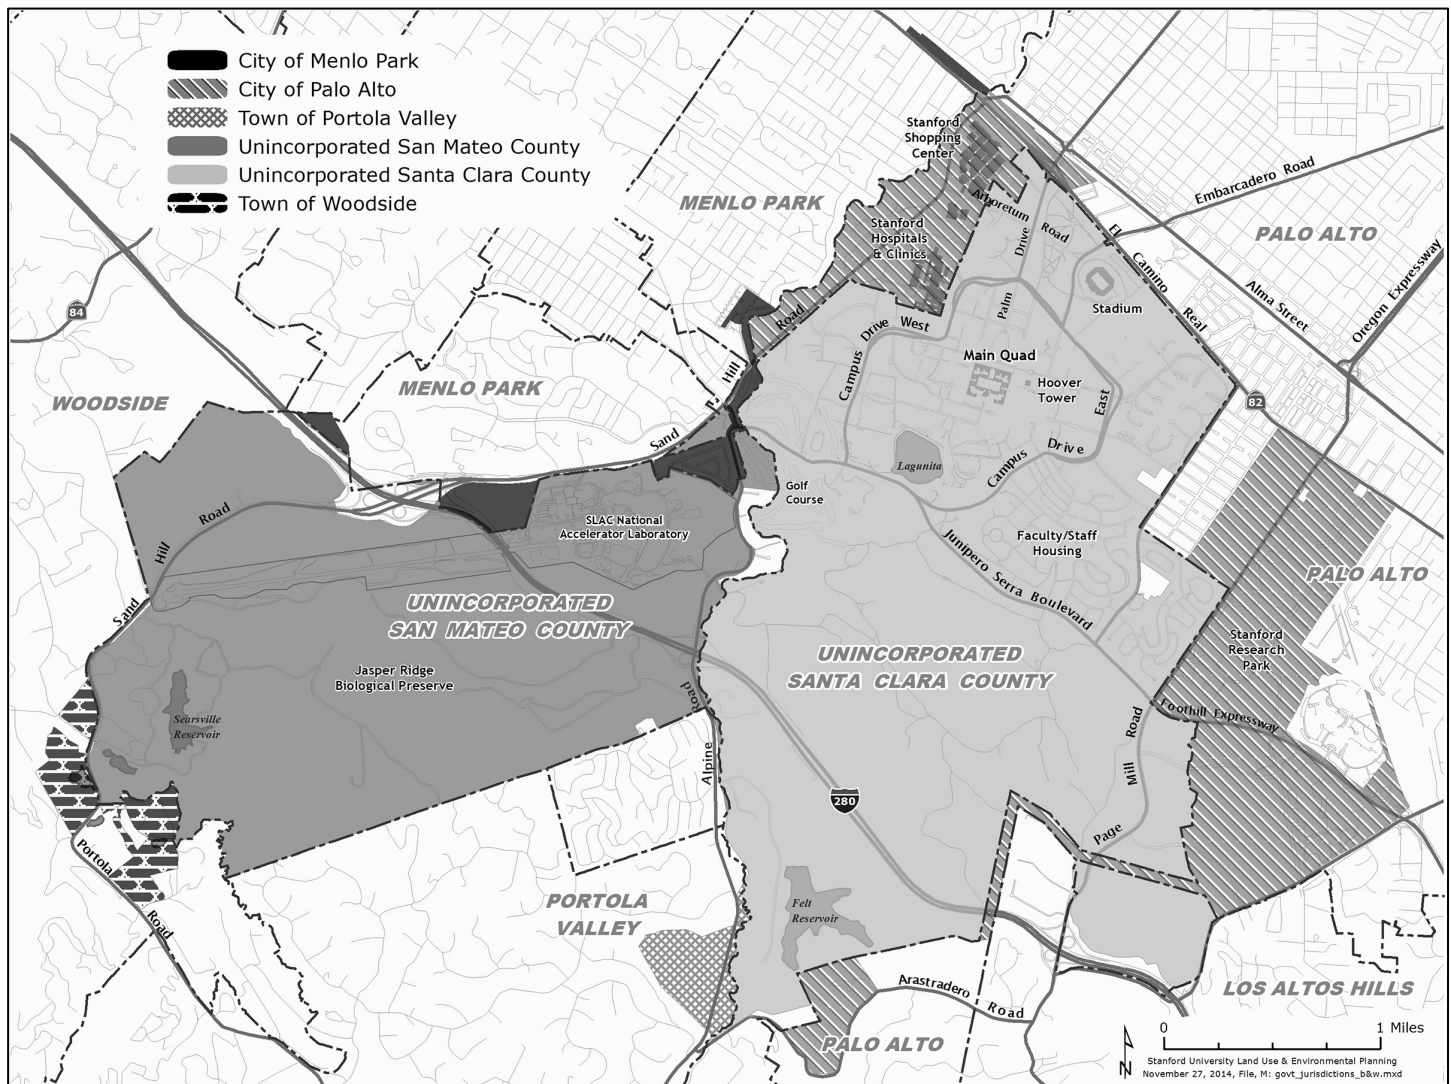 City of Menlo Park
City of Palo Alto
Town of Portola Valley
Unincorporated San Mateo County
Unincorporated Santa Clara County
Town of Woodside
Stanford
Shopping
Center
MENLO PARK
Embarcadero Road
Arboretum Road
PALO ALTO
Stanford
Hospitals
& Clinics
Palm Drive
El Camino Real
Alma Street
Oregon Expressway
84
Stadium
Sand Hill Road
Campus Drive West
Main Quad
Hoover
Tower
MENLO PARK
WOODSIDE
82
Campus Drive East
Lagunita
Golf
Course
SLAC National
Accelerator Laboratory
Faculty/Staff
Housing
Sand Hill Road
Junipero Serra Boulevard
PALO ALTO
UNINCORPORATED
SAN MATEO COUNTY
Stanford
Research
Park
UNINCORPORATED
SANTA CLARA COUNTY
Jasper Ridge
Biological Preserve
Searsville
Reservoir
Alpine Road
Foothill Expressway
Page Mill Road
280
Portola Road
PORTOLA
VALLEY
Felt
Reservoir
Arastradero Road
LOS ALTOS HILLS
PALO ALTO
0 1 Miles
N
Stanford University Land Use & Environmental Planning
November 27, 2014, File, M: govt_jurisdictions_b&w.mxd